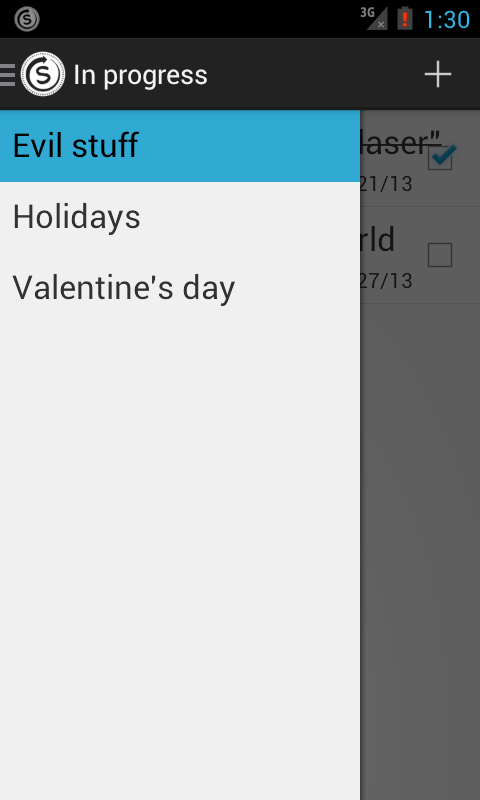 3G
1:30
In progress
Evil stuff
laser"
21/13
Holidays
rld
27/13
Valentine's day